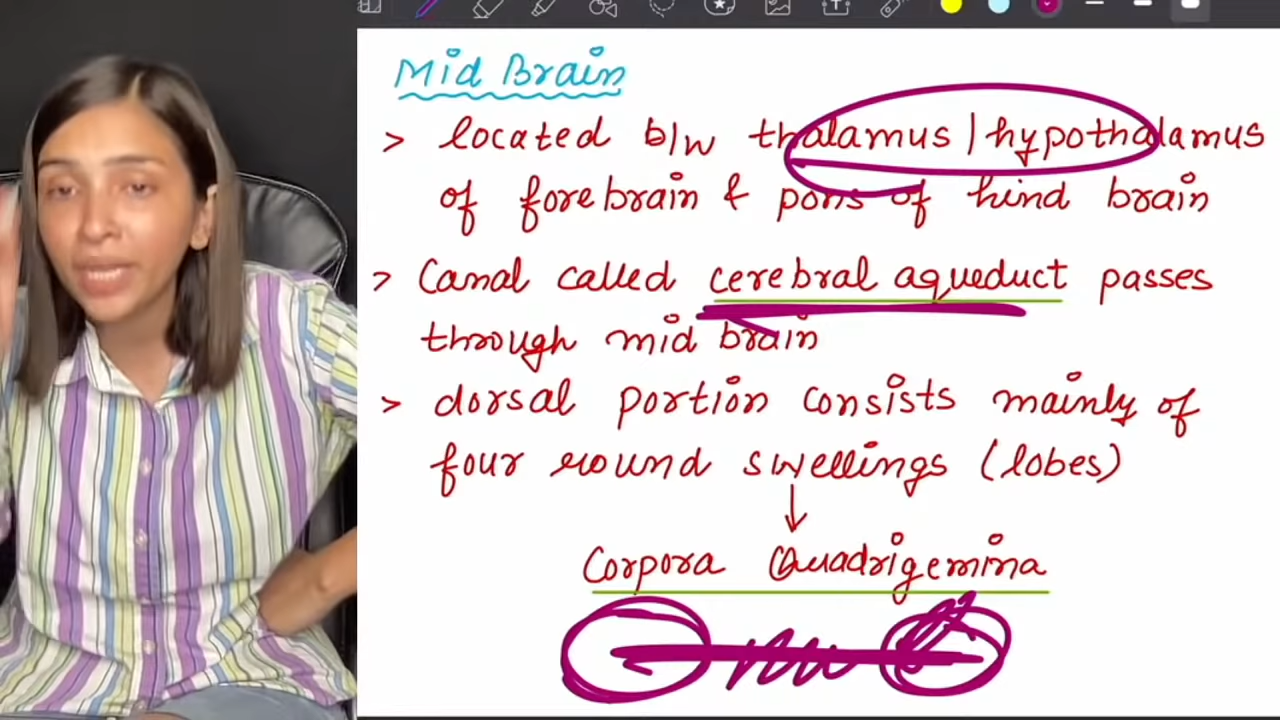 Mid Brain
> located b/w thalamus | hypothalamus
of forebrain & pons of hind brain
> Canal called cerebral aqueduct passes
through mid brain
> dorsal portion consists mainly of
four round swellings (lobes)
↓
Corpora Quadrigemina